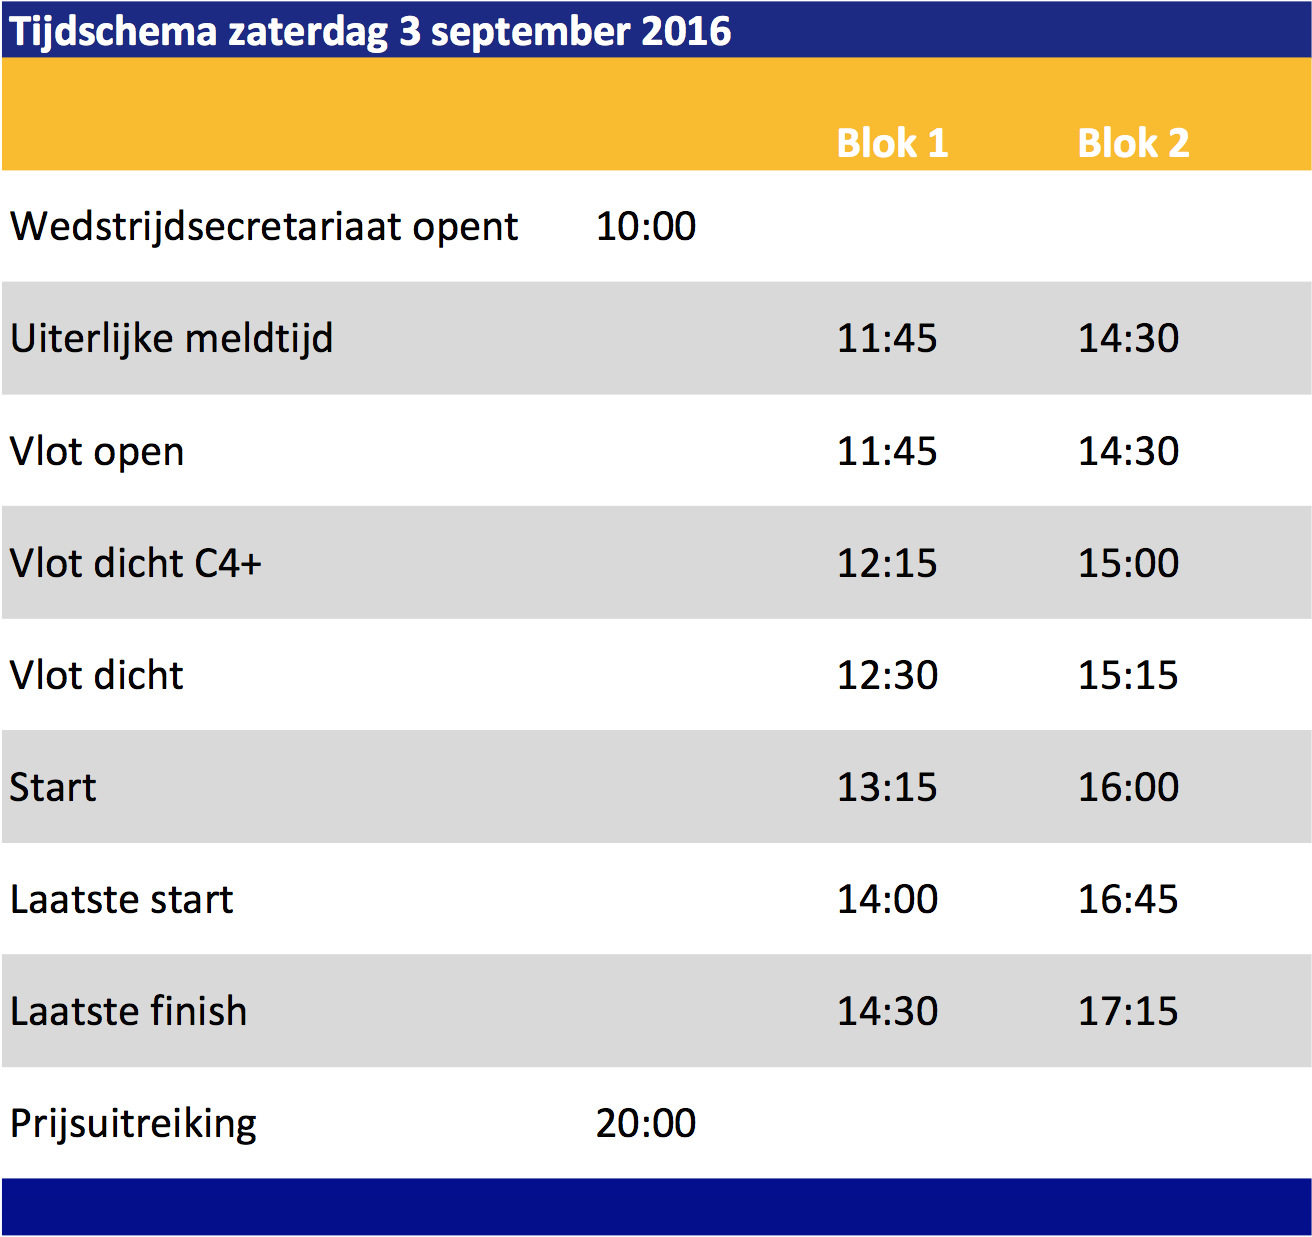 Tijdschema zaterdag 3 september 2016
Blok 1 Blok 2
Wedstrijdsecretariaat opent 10:00
Uiterlijke meldtijd 11:45 14:30
Vlot open 11:45 14:30
Vlot dicht C4+ 12:15 15:00
Vlot dicht 12:30 15:15
Start 13:15 16:00
Laatste start 14:00 16:45
Laatste finish 14:30 17:15
Prijsuitreiking 20:00